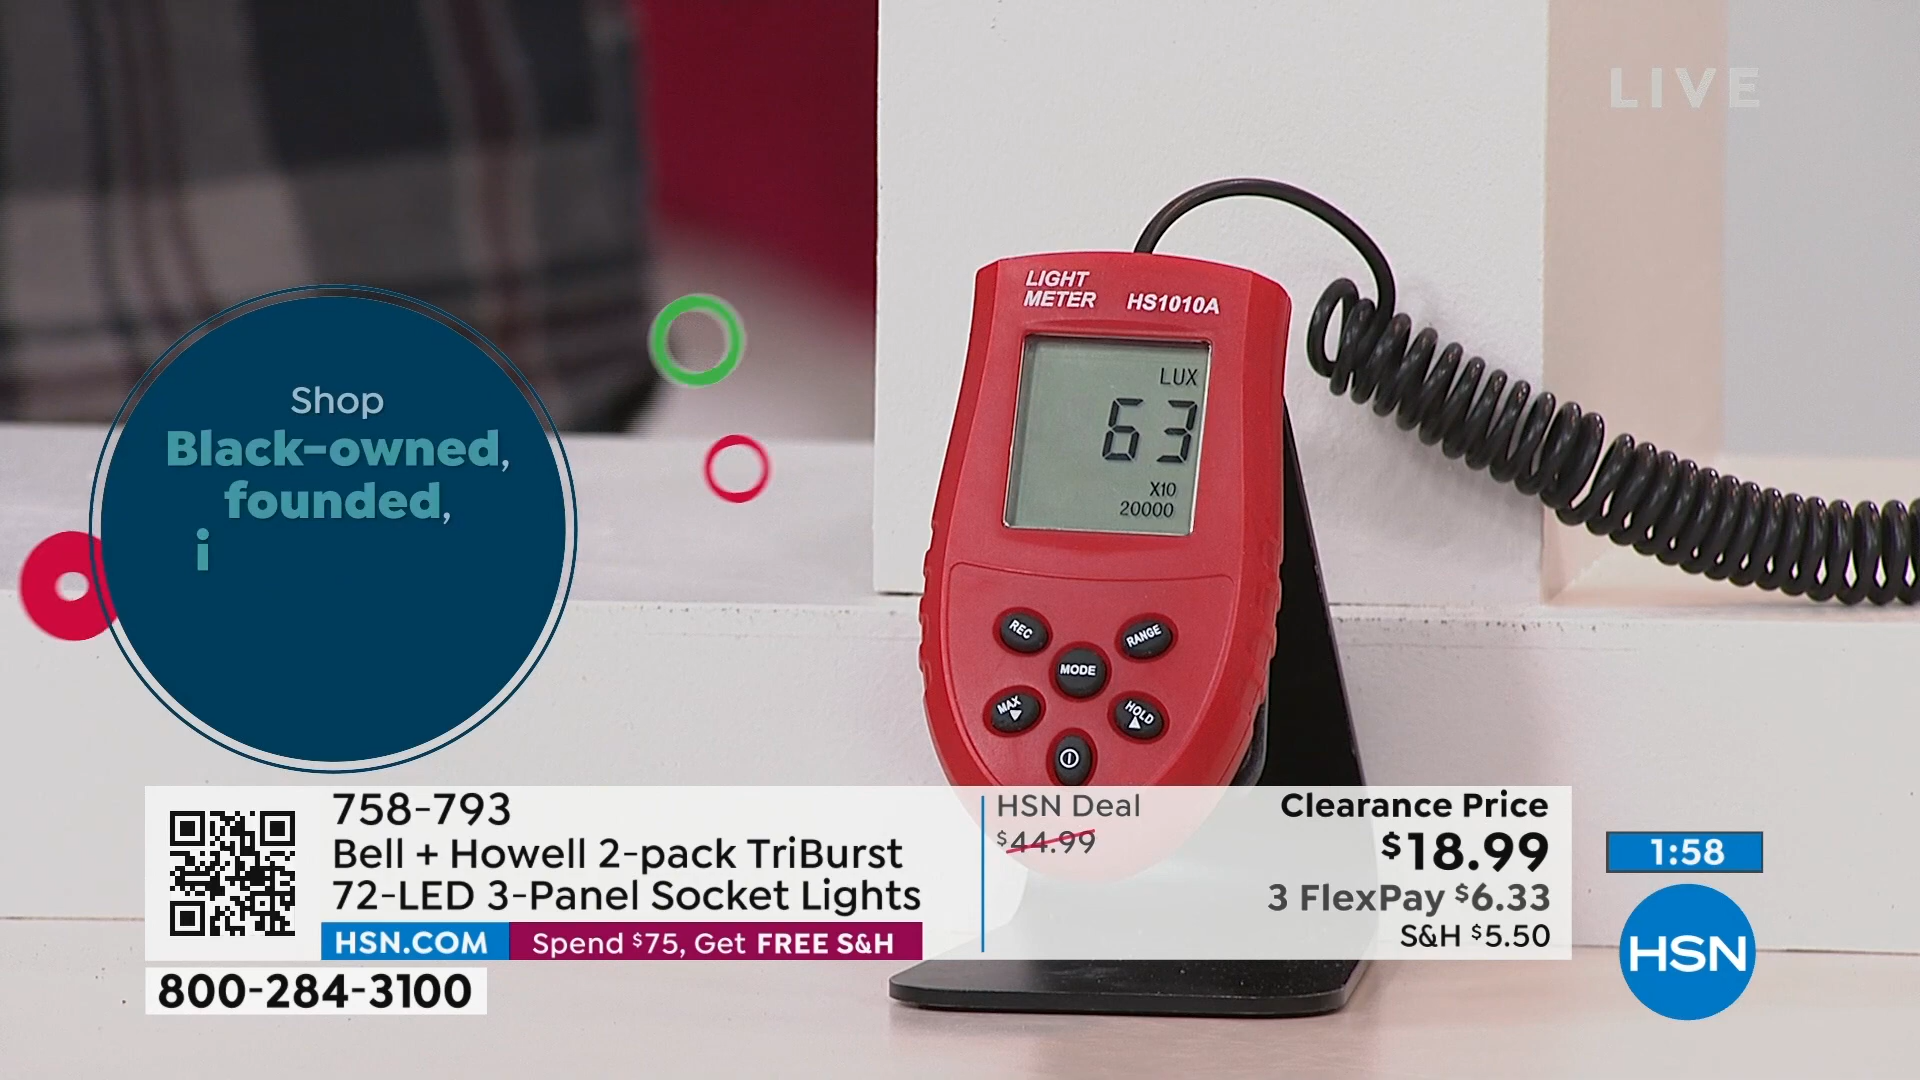 LIVE
LIGHT
METER HS1010A
LUX
63
X10
20000
REC
RANGE
MODE
MAX
HOLD
Shop
Black-owned,
founded,
i
758-793
Bell + Howell 2-pack TriBurst
72-LED 3-Panel Socket Lights
HSN.COM Spend $75, Get FREE S&H
800-284-3100
HSN Deal
$44.99
Clearance Price
$18.99
3 FlexPay $6.33
S&H $5.50
1:58
HSN